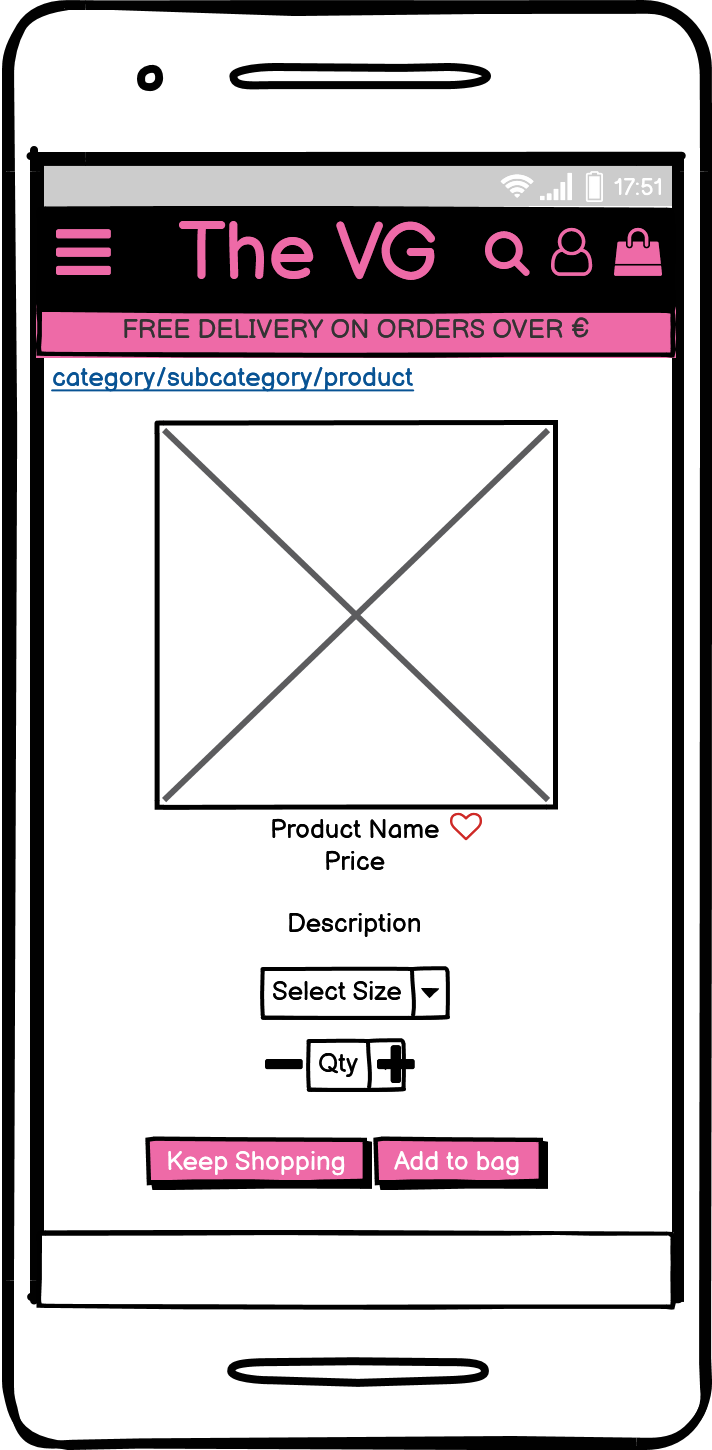 17:51
The VG
FREE DELIVERY ON ORDERS OVER €
category/subcategory/product
Product Name
Price
Description
Select Size
Qty
Keep Shopping
Add to bag